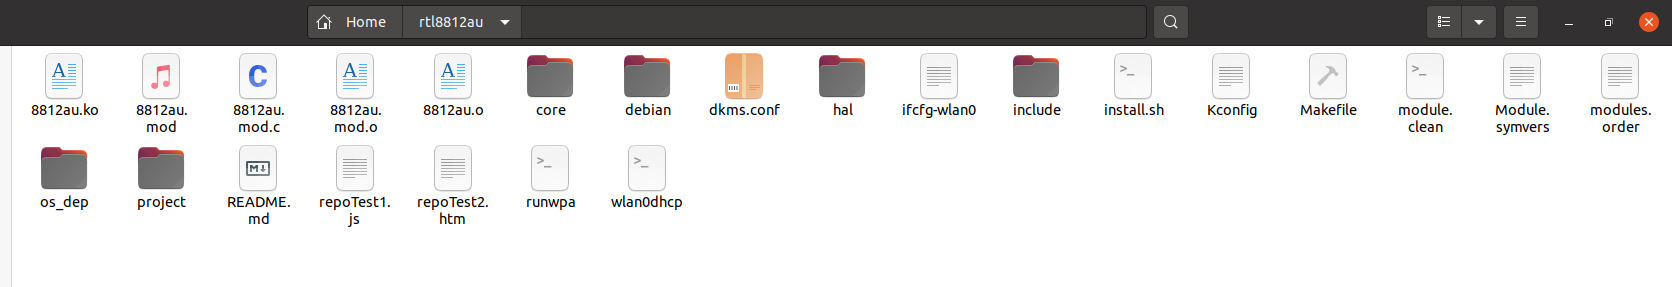 Home rtl8812au
8812au.ko 8812au. 8812au. 8812au. 8812au.o core debian dkms.conf hal ifcfg-wlan0 include install.sh Kconfig Makefile module. Module. modules.
mod mod.c mod.o clean symvers order
os_dep project README. repoTest1. repoTest2. runwpa wlan0dhcp
md js htm